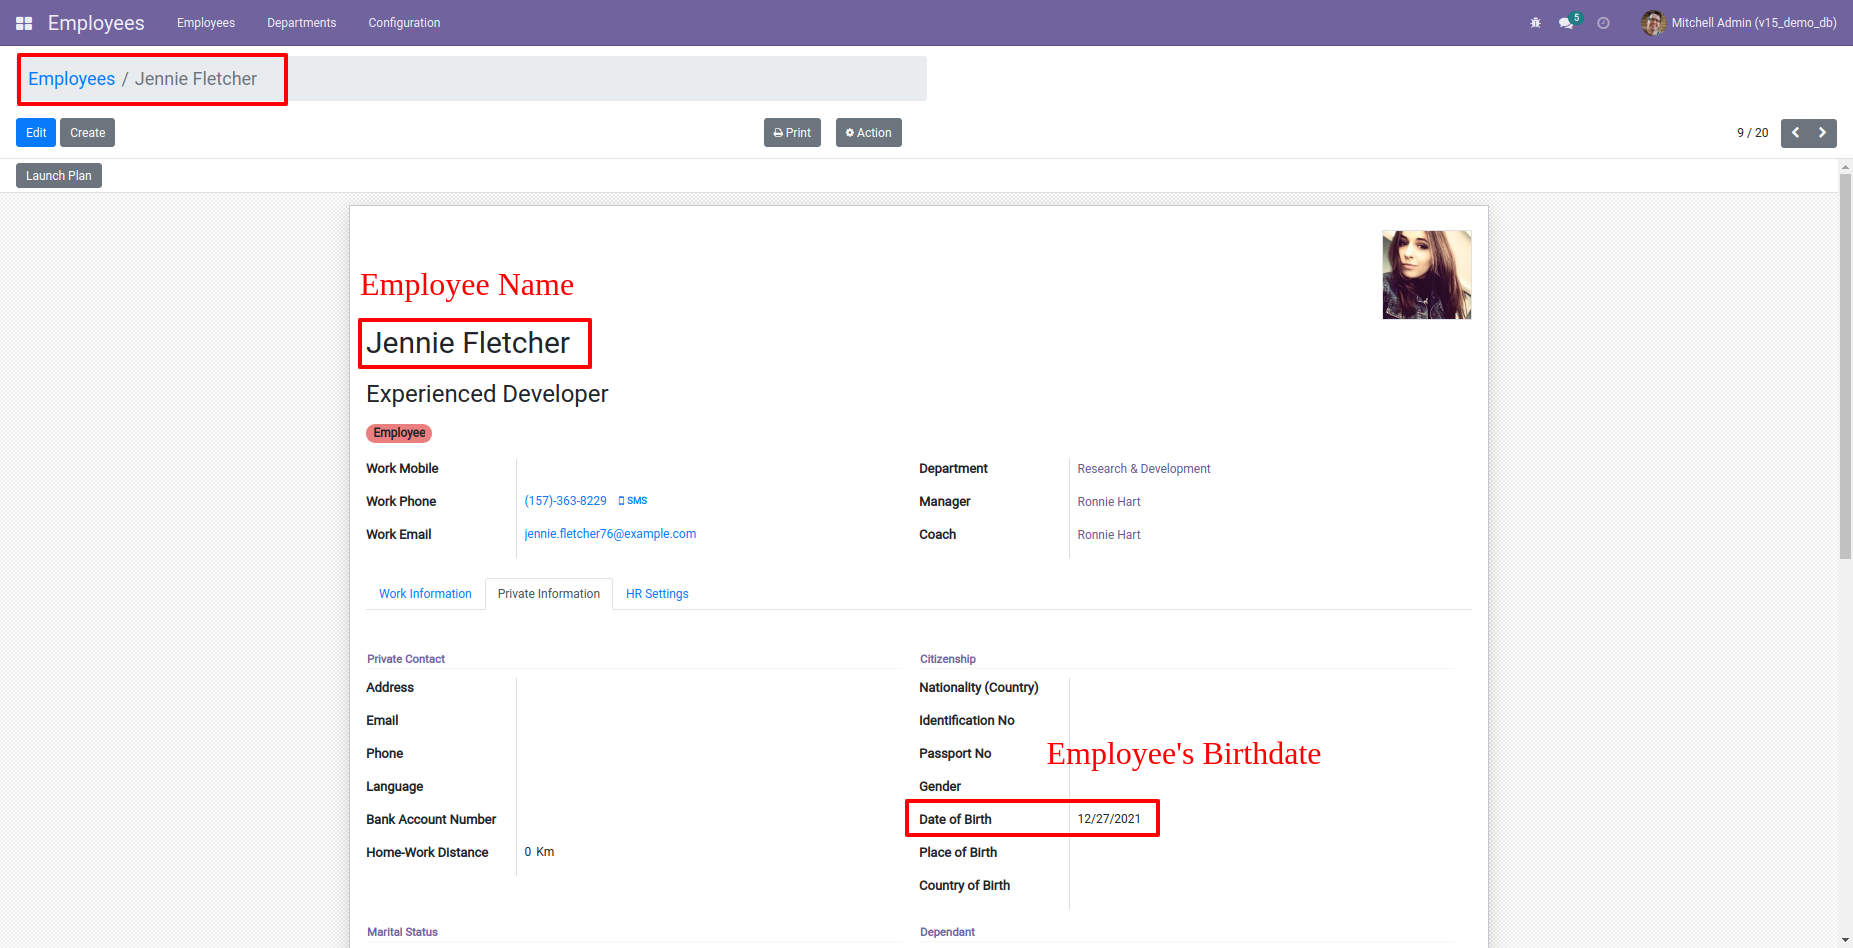 Employees Employees Departments Configuration 5 Mitchell Admin (v15_demo_db)
Employees / Jennie Fletcher
Edit Create Print Action 9 / 20
Launch Plan
Employee Name
Jennie Fletcher
Experienced Developer
Employee
Work Mobile
Work Phone (157)-363-8229 SMS
Work Email jennie.fletcher76@example.com
Department Research & Development
Manager Ronnie Hart
Coach Ronnie Hart
Work Information Private Information HR Settings
Private Contact
Address
Email
Phone
Language
Bank Account Number
Home-Work Distance 0 Km
Citizenship
Nationality (Country)
Identification No
Passport No
Employee's Birthdate
Gender
Date of Birth 12/27/2021
Place of Birth
Country of Birth
Marital Status
Dependant